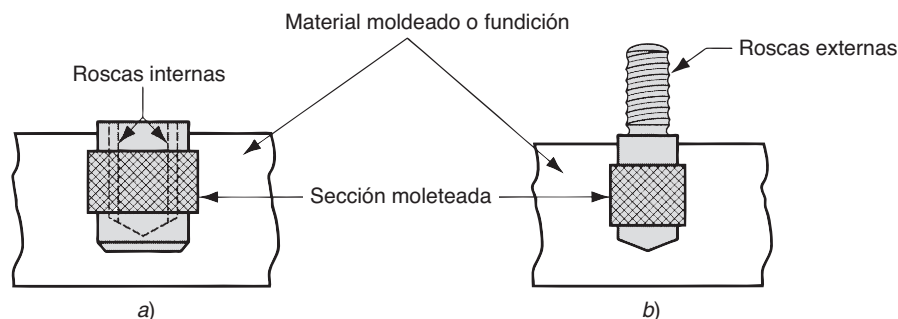 Material moldeado o fundición
Roscas externas
Roscas internas
Sección moleteada
a)
b)